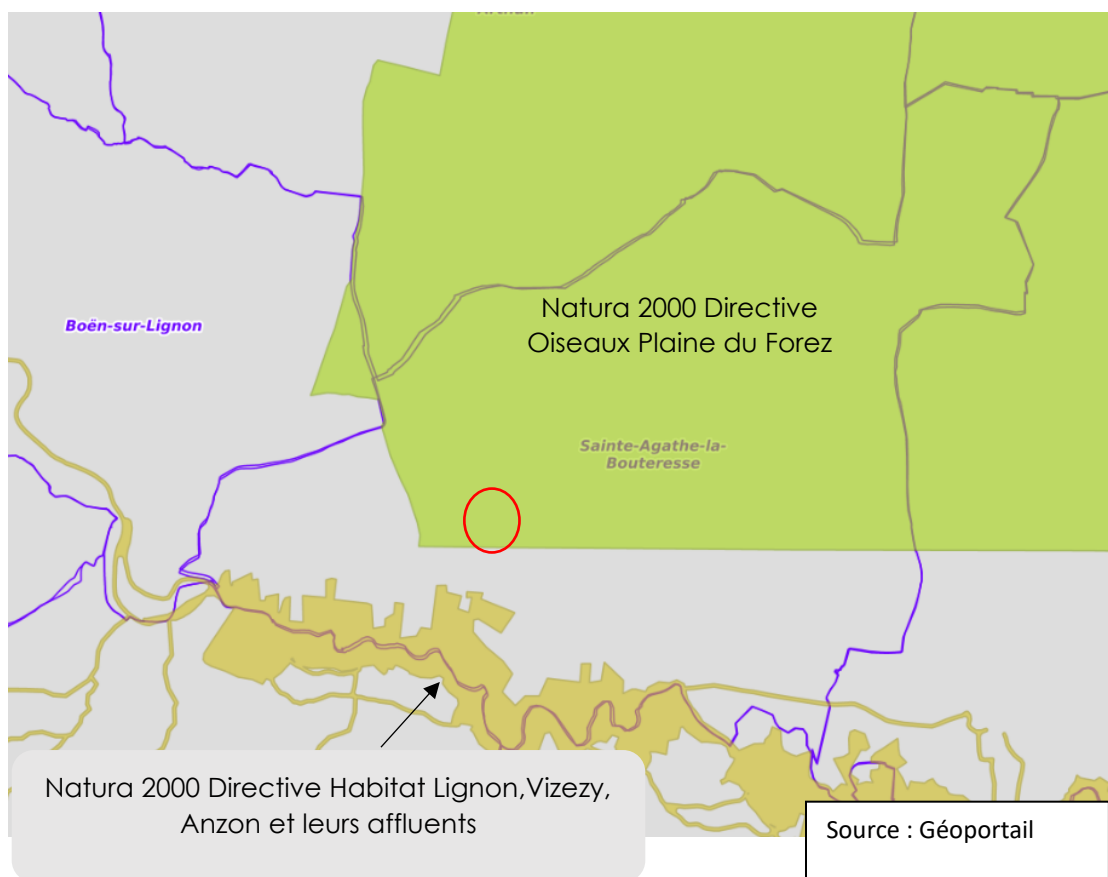 Boën-sur-Lignon
Natura 2000 Directive
Oiseaux Plaine du Forez
Sainte-Agathe-la-
Bouteresse
Natura 2000 Directive Habitat Lignon,Vizezy,
Anzon et leurs affluents
Source : Géoportail